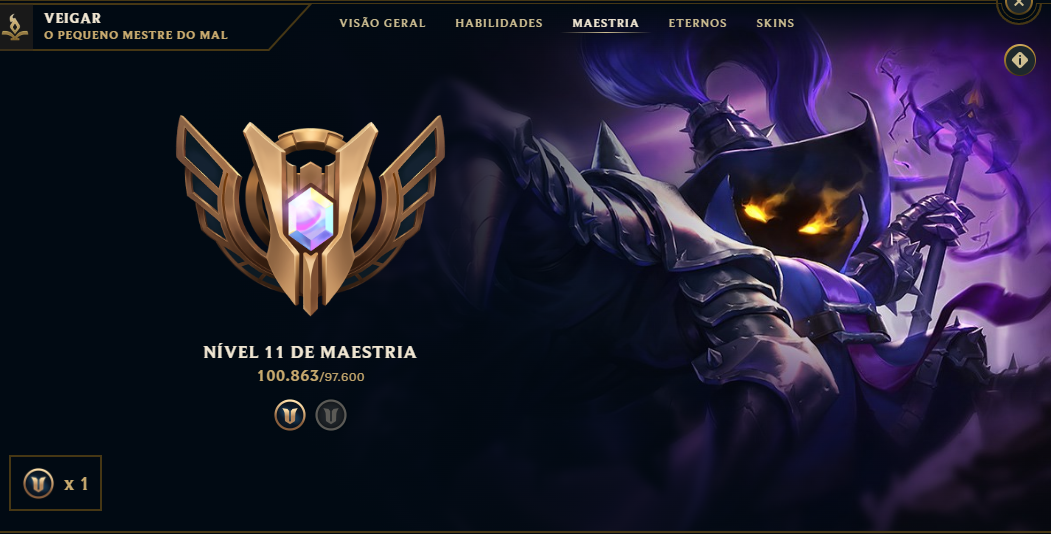 VEIGAR
O PEQUENO MESTRE DO MAL
VISÃO GERAL
HABILIDADES
MAESTRIA
ETERNOS
SKINS
NÍVEL 11 DE MAESTRIA
100.863/97.600
x 1